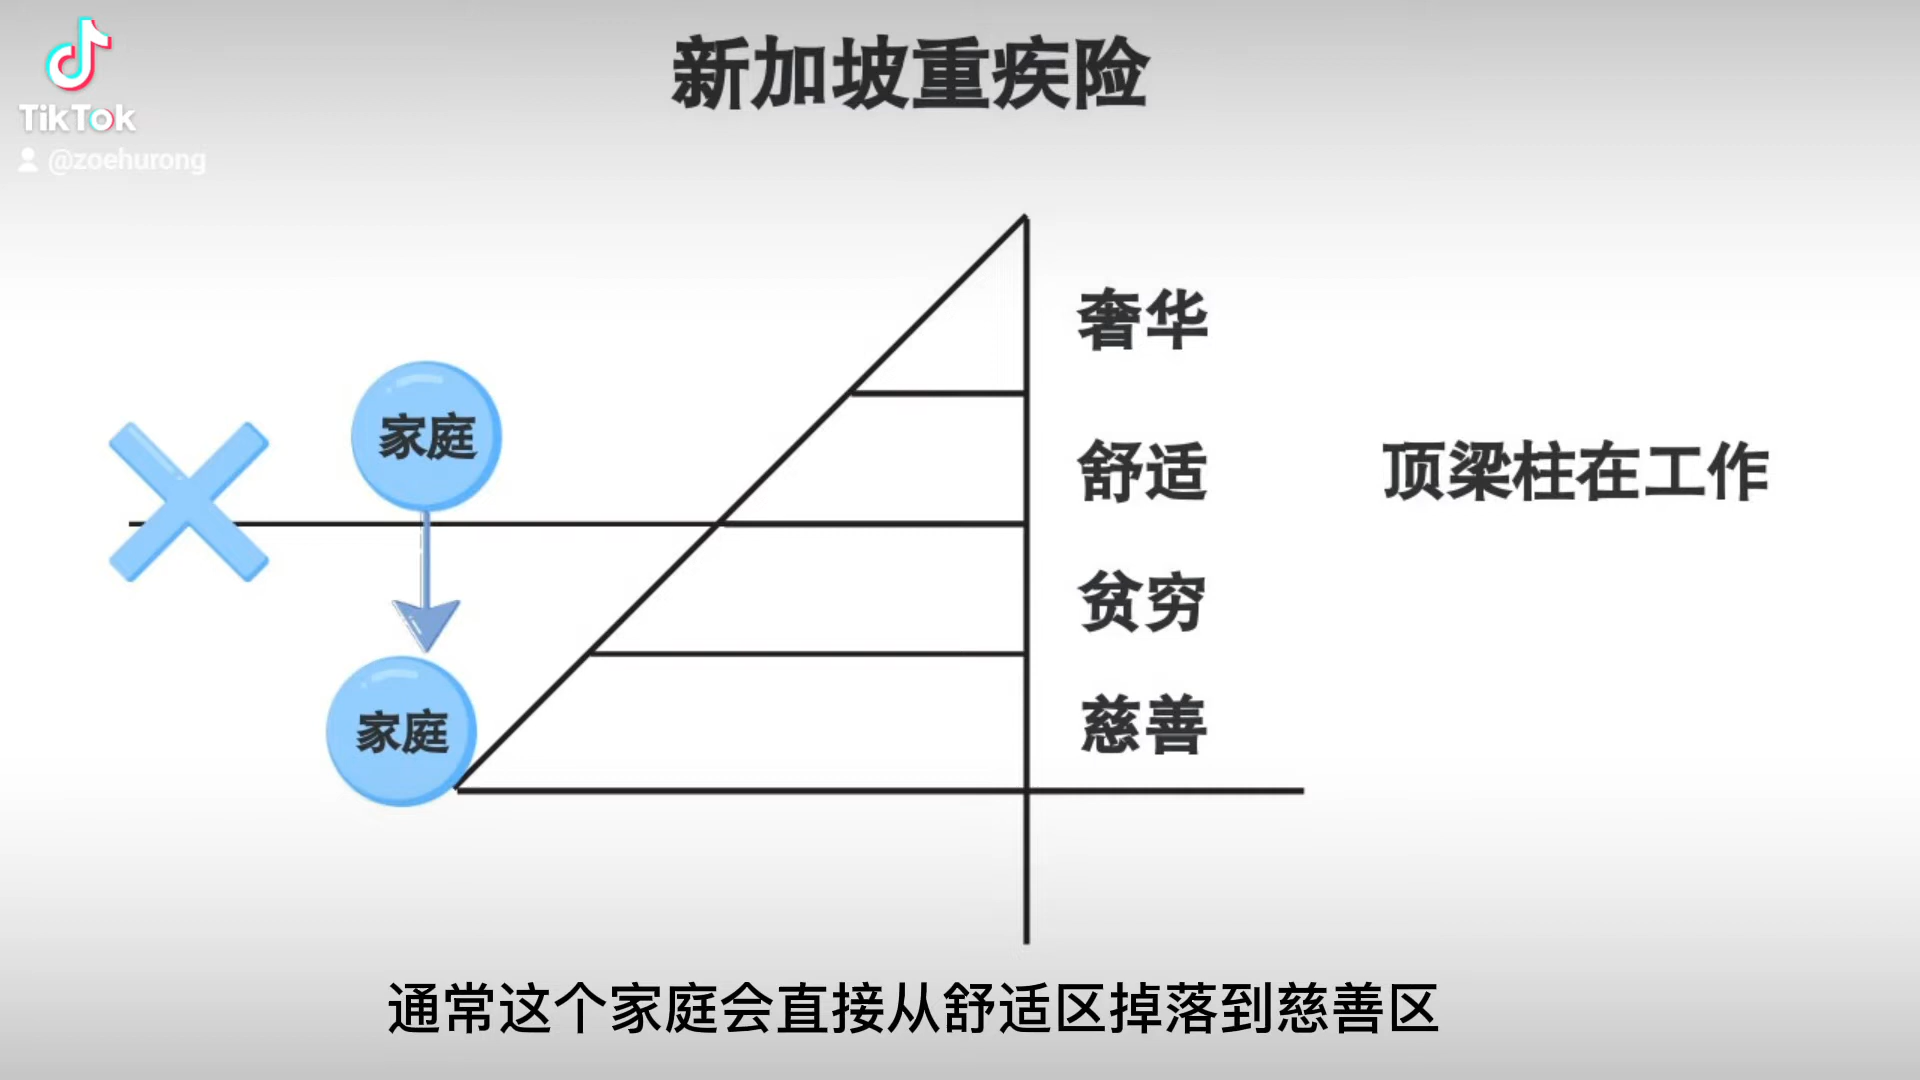 TikTok
@zoehurong
新加坡重疾险
奢华
家庭
舒适
顶梁柱在工作
贫穷
家庭
慈善
通常这个家庭会直接从舒适区掉落到慈善区